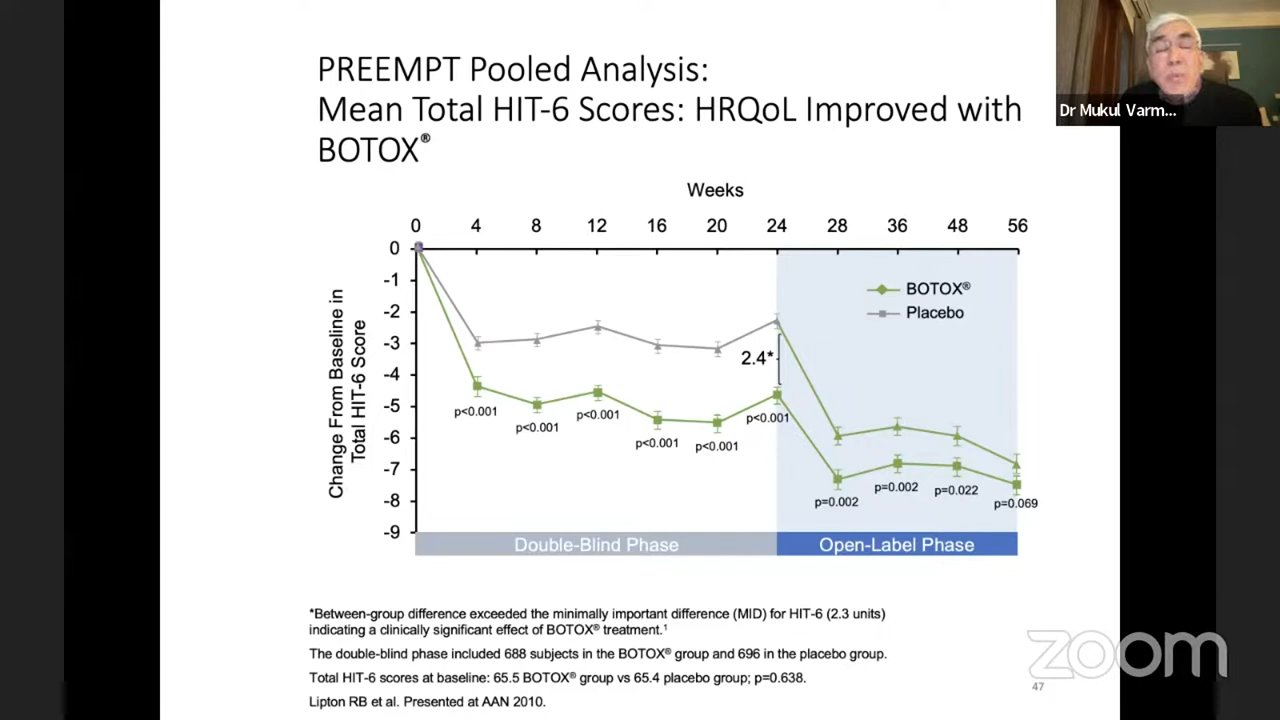 PREEMPT Pooled Analysis:
Mean Total HIT-6 Scores: HRQoL Improved with
BOTOX®
Dr Mukul Varm...
Weeks
0 4 8 12 16 20 24 28 36 48 56
0
-1
-2
-3
-4
-5
-6
-7
-8
-9
Change From Baseline in
Total HIT-6 Score
BOTOX®
Placebo
2.4*
p<0.001
p<0.001
p<0.001
p<0.001
p<0.001
p<0.001
p=0.002
p=0.002
p=0.022
p=0.069
Double-Blind Phase
Open-Label Phase
*Between-group difference exceeded the minimally important difference (MID) for HIT-6 (2.3 units)
indicating a clinically significant effect of BOTOX® treatment.¹
The double-blind phase included 688 subjects in the BOTOX® group and 696 in the placebo group.
Total HIT-6 scores at baseline: 65.5 BOTOX® group vs 65.4 placebo group; p=0.638.
Lipton RB et al. Presented at AAN 2010.
zoom
47